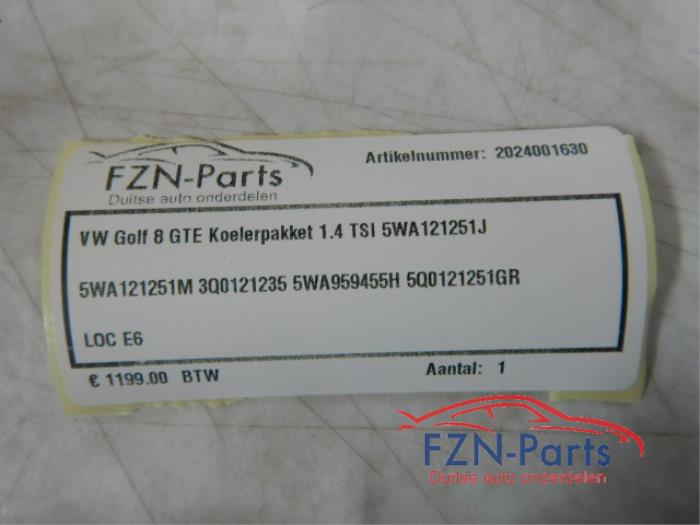 FZN-Parts
Duitse auto onderdelen
Artikelnummer: 2024001630
VW Golf 8 GTE Koelerpakket 1.4 TSI 5WA121251J
5WA121251M 3Q0121235 5WA959455H 5Q0121251GR
LOC E6
€ 1199.00 BTW
Aantal: 1
FZN-Parts
Duitse auto onderdelen